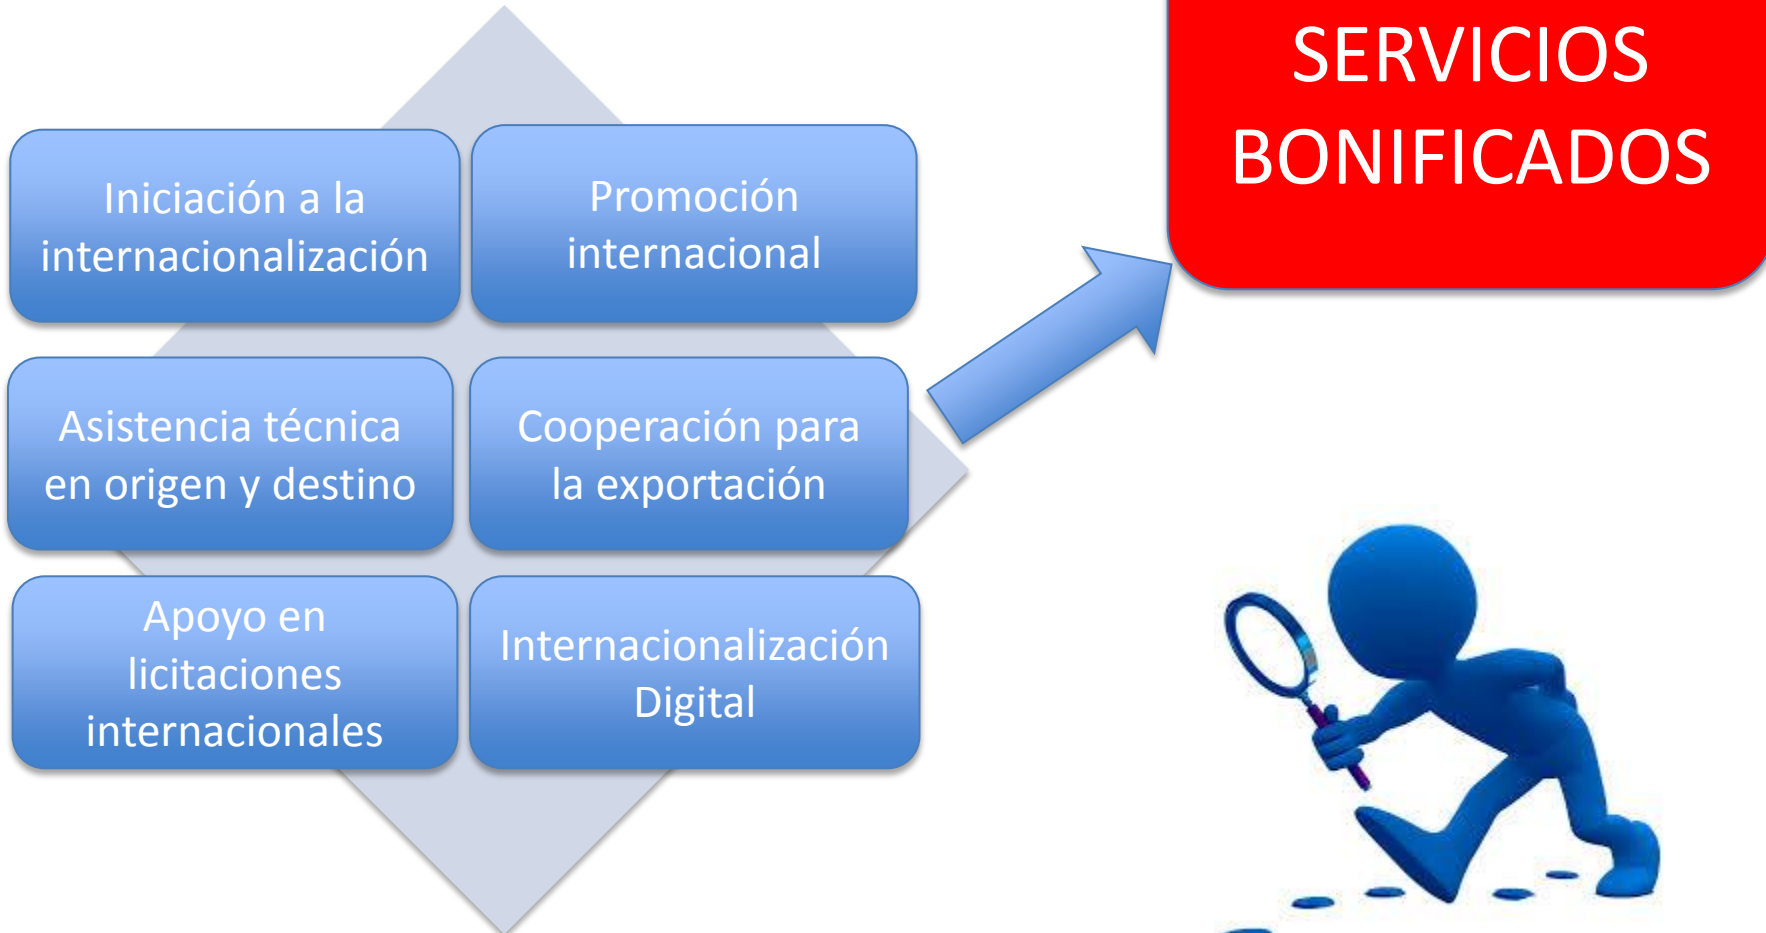 SERVICIOS
BONIFICADOS
Iniciación a la
internacionalización
Promoción
internacional
Asistencia técnica
en origen y destino
Cooperación para
la exportación
Apoyo en
licitaciones
internacionales
Internacionalización
Digital